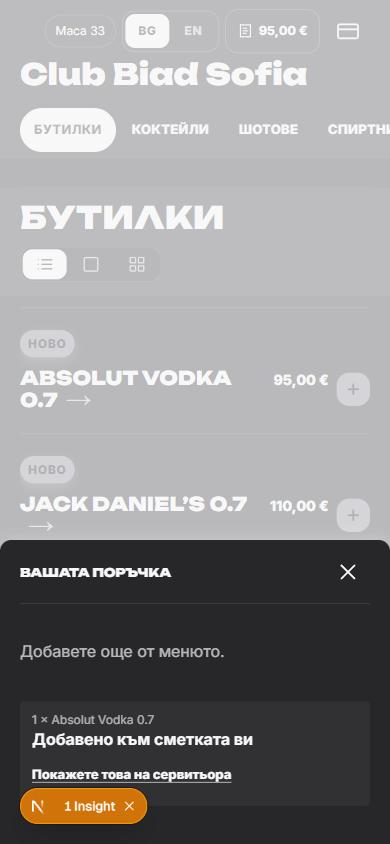 Маса 33
BG
EN
95,00 €
Club Biad Sofia
БУТИЛКИ
КОКТЕЙЛИ
ШОТОВЕ
СПИРТНИ
БУТИЛКИ
НОВО
ABSOLUT VODKA
0.7 →
95,00 €
+
НОВО
JACK DANIEL'S 0.7
→
110,00 €
+
ВАШАТА ПОРЪЧКА
Добавете още от менюто.
1 × Absolut Vodka 0.7
Добавено към сметката ви
Покажете това на сервитьора
N 1 Insight ×